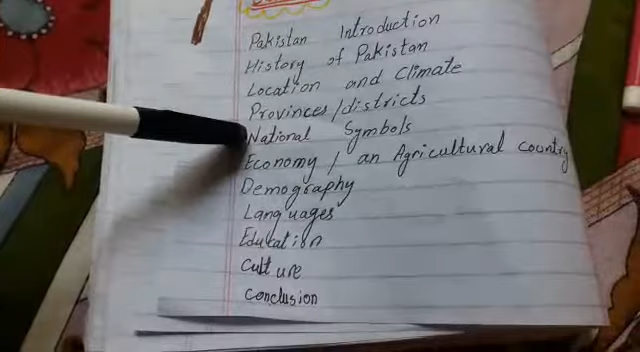 Pakistan Introduction
History of Pakistan
Location and Climate
Provinces/districts
National Symbols
Economy / an Agricultural country
Demography
Languages
Education
Culture
Conclusion